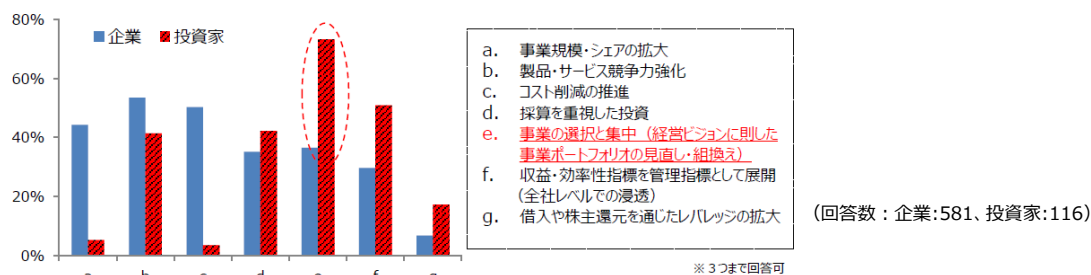 80%
60%
40%
20%
0%
■企業 投資家
a b c d e f g
a. 事業規模・シェアの拡大
b. 製品・サービス競争力強化
c. コスト削減の推進
d. 採算を重視した投資
e. 事業の選択と集中（経営ビジョンに則した
事業ポートフォリオの見直し・組換え）
f. 収益・効率性指標を管理指標として展開
（全社レベルでの浸透）
g. 借入や株主還元を通じたレバレッジの拡大
（回答数：企業:581、投資家:116）
※３つまで回答可